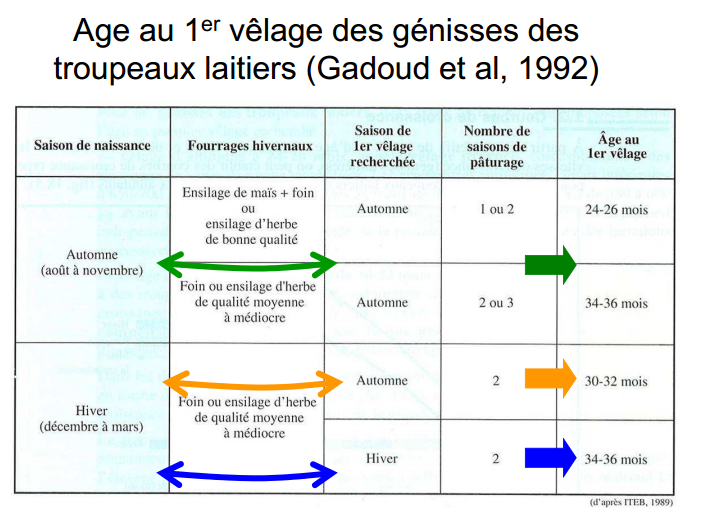 Age au 1er vêlage des génisses des
troupeaux laitiers (Gadoud et al, 1992)
Saison de naissance
Fourrages hivernaux
Saison de
1er vêlage
recherchée
Nombre de
saisons de
pâturage
Âge au
1er vêlage
Automne
(août à novembre)
Ensilage de maïs + foin
ou
ensilage d'herbe
de bonne qualité
Automne
1 ou 2
24-26 mois
Foin ou ensilage d'herbe
de qualité moyenne
à médiocre
Automne
2 ou 3
34-36 mois
Hiver
(décembre à mars)
Foin ou ensilage d'herbe
de qualité moyenne
à médiocre
Automne
2
30-32 mois
Hiver
2
34-36 mois
(d'après ITEB, 1989)